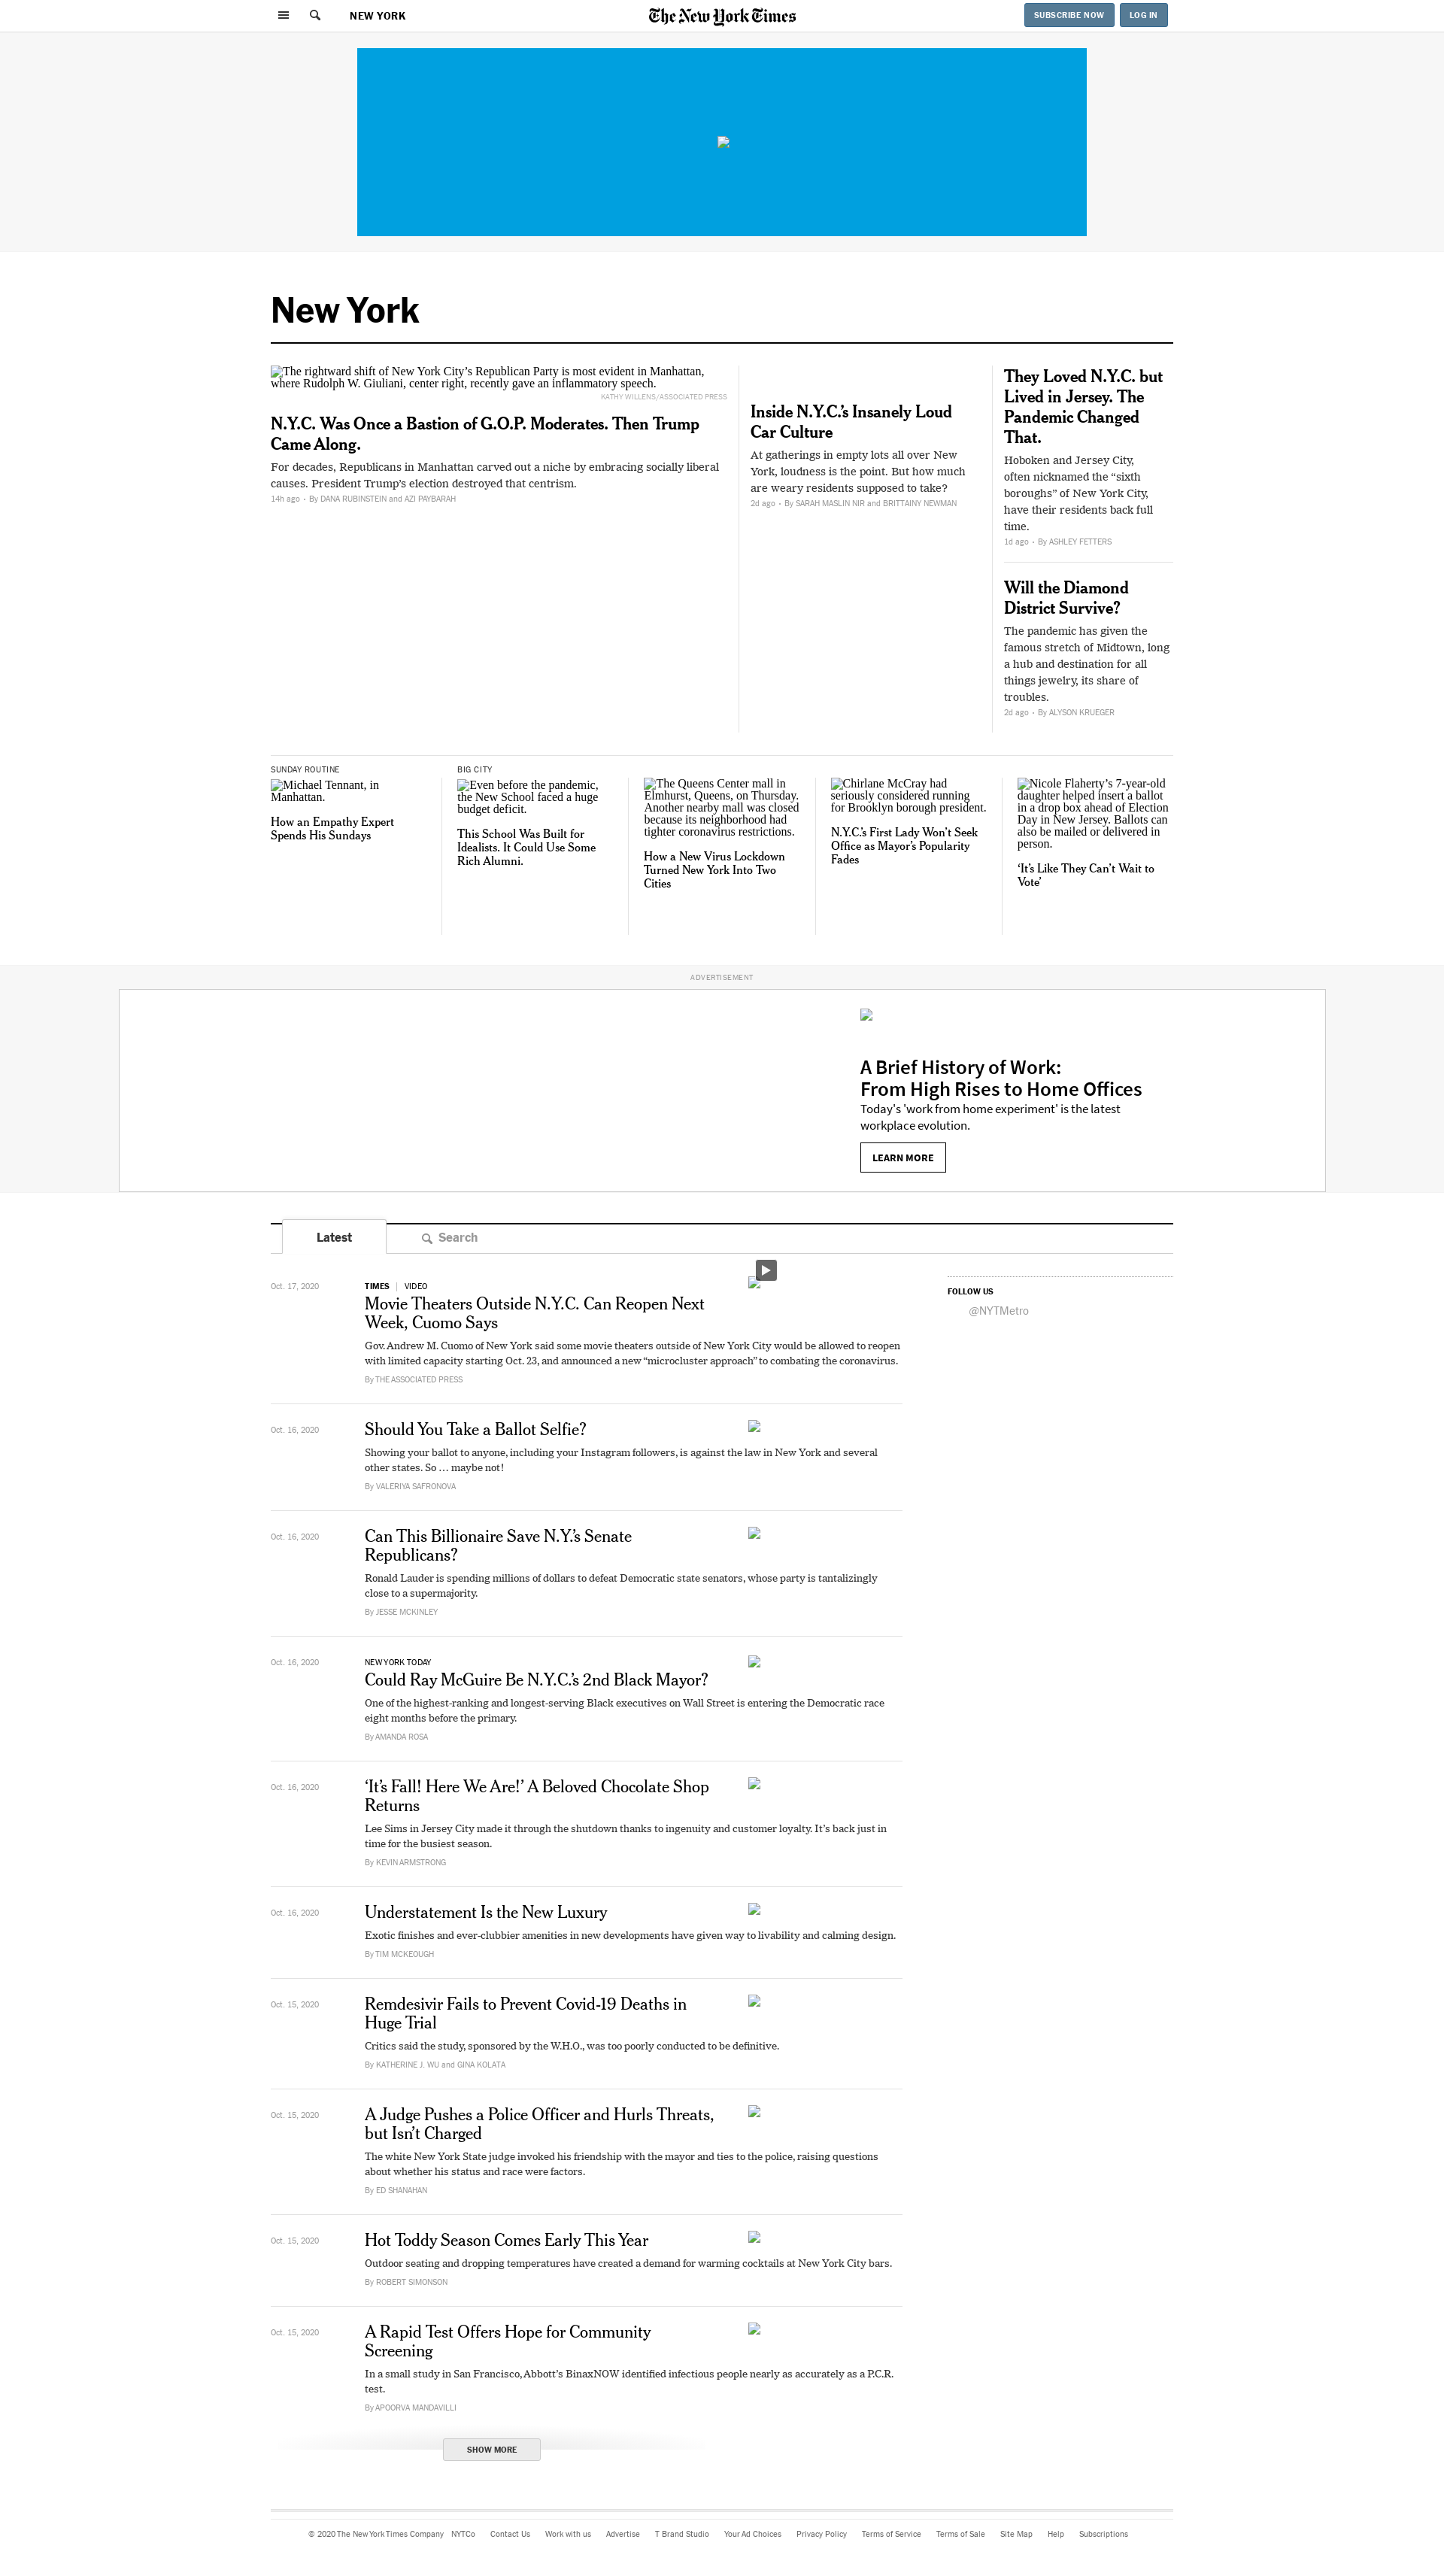 NEW YORK
The New York Times
SUBSCRIBE NOW
LOG IN
New York
The rightward shift of New York City’s Republican Party is most evident in Manhattan,
where Rudolph W. Giuliani, center right, recently gave an inflammatory speech.
KATHY WILLENS/ASSOCIATED PRESS
N.Y.C. Was Once a Bastion of G.O.P. Moderates. Then Trump
Came Along.
For decades, Republicans in Manhattan carved out a niche by embracing socially liberal
causes. President Trump’s election destroyed that centrism.
14h ago • By DANA RUBINSTEIN and AZI PAYBARAH
Inside N.Y.C.’s Insanely Loud
Car Culture
At gatherings in empty lots all over New
York, loudness is the point. But how much
are weary residents supposed to take?
2d ago • By SARAH MASLIN NIR and BRITTAINY NEWMAN
They Loved N.Y.C. but
Lived in Jersey. The
Pandemic Changed
That.
Hoboken and Jersey City,
often nicknamed the “sixth
boroughs” of New York City,
have their residents back full
time.
1d ago • By ASHLEY FETTERS
Will the Diamond
District Survive?
The pandemic has given the
famous stretch of Midtown, long
a hub and destination for all
things jewelry, its share of
troubles.
2d ago • By ALYSON KRUEGER
SUNDAY ROUTINE
Michael Tennant, in
Manhattan.
How an Empathy Expert
Spends His Sundays
BIG CITY
Even before the pandemic,
the New School faced a huge
budget deficit.
This School Was Built for
Idealists. It Could Use Some
Rich Alumni.
The Queens Center mall in
Elmhurst, Queens, on Thursday.
Another nearby mall was closed
because its neighborhood had
tighter coronavirus restrictions.
How a New Virus Lockdown
Turned New York Into Two
Cities
Chirlane McCray had
seriously considered running
for Brooklyn borough president.
N.Y.C.’s First Lady Won’t Seek
Office as Mayor’s Popularity
Fades
Nicole Flaherty’s 7-year-old
daughter helped insert a ballot
in a drop box ahead of Election
Day in New Jersey. Ballots can
also be mailed or delivered in
person.
‘It’s Like They Can’t Wait to
Vote’
ADVERTISEMENT
A Brief History of Work:
From High Rises to Home Offices
Today's 'work from home experiment' is the latest
workplace evolution.
LEARN MORE
Latest
Search
Oct. 17, 2020
TIMES | VIDEO
Movie Theaters Outside N.Y.C. Can Reopen Next
Week, Cuomo Says
Gov. Andrew M. Cuomo of New York said some movie theaters outside of New York City would be allowed to reopen
with limited capacity starting Oct. 23, and announced a new “microcluster approach” to combating the coronavirus.
By THE ASSOCIATED PRESS
FOLLOW US
@NYTMetro
Oct. 16, 2020
Should You Take a Ballot Selfie?
Showing your ballot to anyone, including your Instagram followers, is against the law in New York and several
other states. So … maybe not!
By VALERIYA SAFRONOVA
Oct. 16, 2020
Can This Billionaire Save N.Y.’s Senate
Republicans?
Ronald Lauder is spending millions of dollars to defeat Democratic state senators, whose party is tantalizingly
close to a supermajority.
By JESSE MCKINLEY
Oct. 16, 2020
NEW YORK TODAY
Could Ray McGuire Be N.Y.C.’s 2nd Black Mayor?
One of the highest-ranking and longest-serving Black executives on Wall Street is entering the Democratic race
eight months before the primary.
By AMANDA ROSA
Oct. 16, 2020
‘It’s Fall! Here We Are!’ A Beloved Chocolate Shop
Returns
Lee Sims in Jersey City made it through the shutdown thanks to ingenuity and customer loyalty. It’s back just in
time for the busiest season.
By KEVIN ARMSTRONG
Oct. 16, 2020
Understatement Is the New Luxury
Exotic finishes and ever-clubbier amenities in new developments have given way to livability and calming design.
By TIM MCKEOUGH
Oct. 15, 2020
Remdesivir Fails to Prevent Covid-19 Deaths in
Huge Trial
Critics said the study, sponsored by the W.H.O., was too poorly conducted to be definitive.
By KATHERINE J. WU and GINA KOLATA
Oct. 15, 2020
A Judge Pushes a Police Officer and Hurls Threats,
but Isn’t Charged
The white New York State judge invoked his friendship with the mayor and ties to the police, raising questions
about whether his status and race were factors.
By ED SHANAHAN
Oct. 15, 2020
Hot Toddy Season Comes Early This Year
Outdoor seating and dropping temperatures have created a demand for warming cocktails at New York City bars.
By ROBERT SIMONSON
Oct. 15, 2020
A Rapid Test Offers Hope for Community
Screening
In a small study in San Francisco, Abbott’s BinaxNOW identified infectious people nearly as accurately as a P.C.R.
test.
By APOORVA MANDAVILLI
SHOW MORE
© 2020 The New York Times Company NYTCo Contact Us Work with us Advertise T Brand Studio Your Ad Choices Privacy Policy Terms of Service Terms of Sale Site Map Help Subscriptions